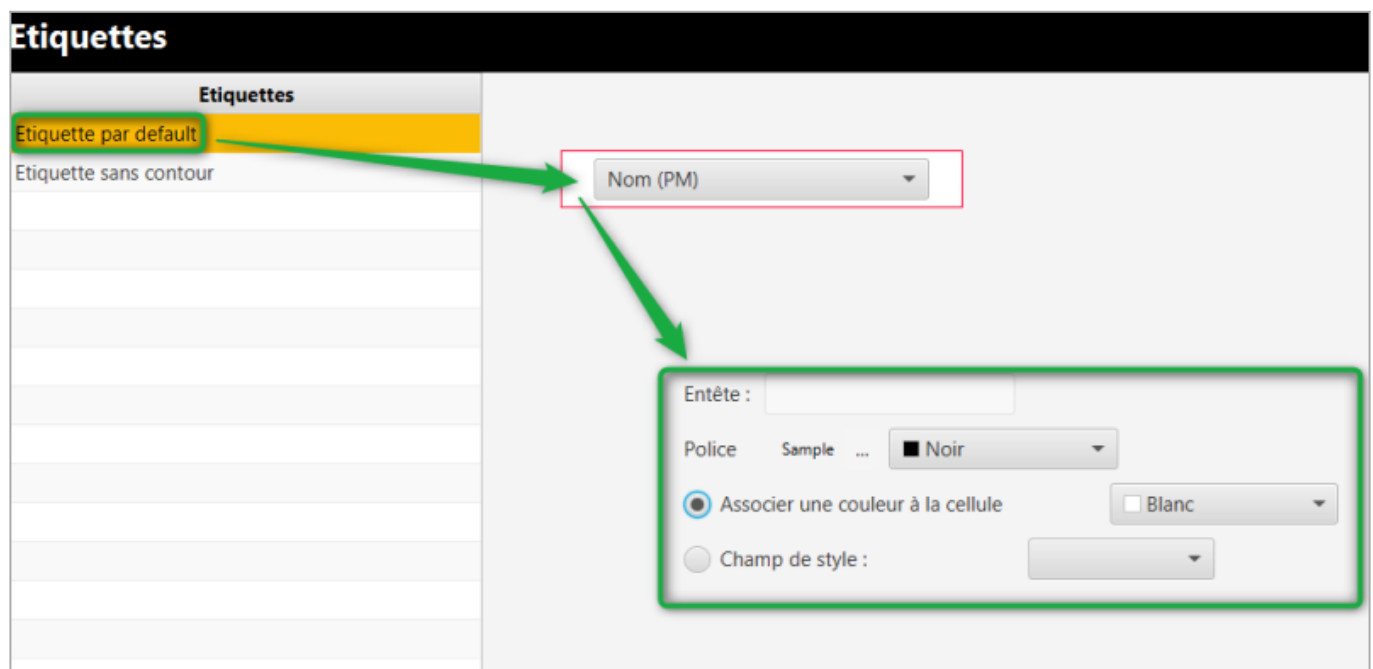 Etiquettes
Etiquettes
Etiquette par default
Etiquette sans contour
Nom (PM)
Entête :
Police Sample ... Noir
Associer une couleur à la cellule Blanc
Champ de style :